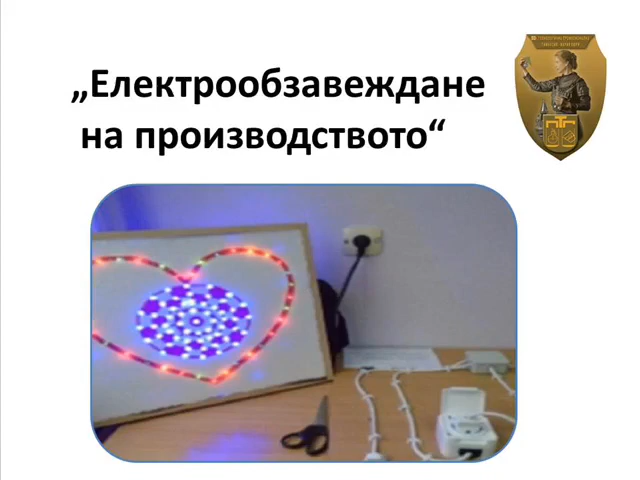 „Електрообзавеждане
на производството“